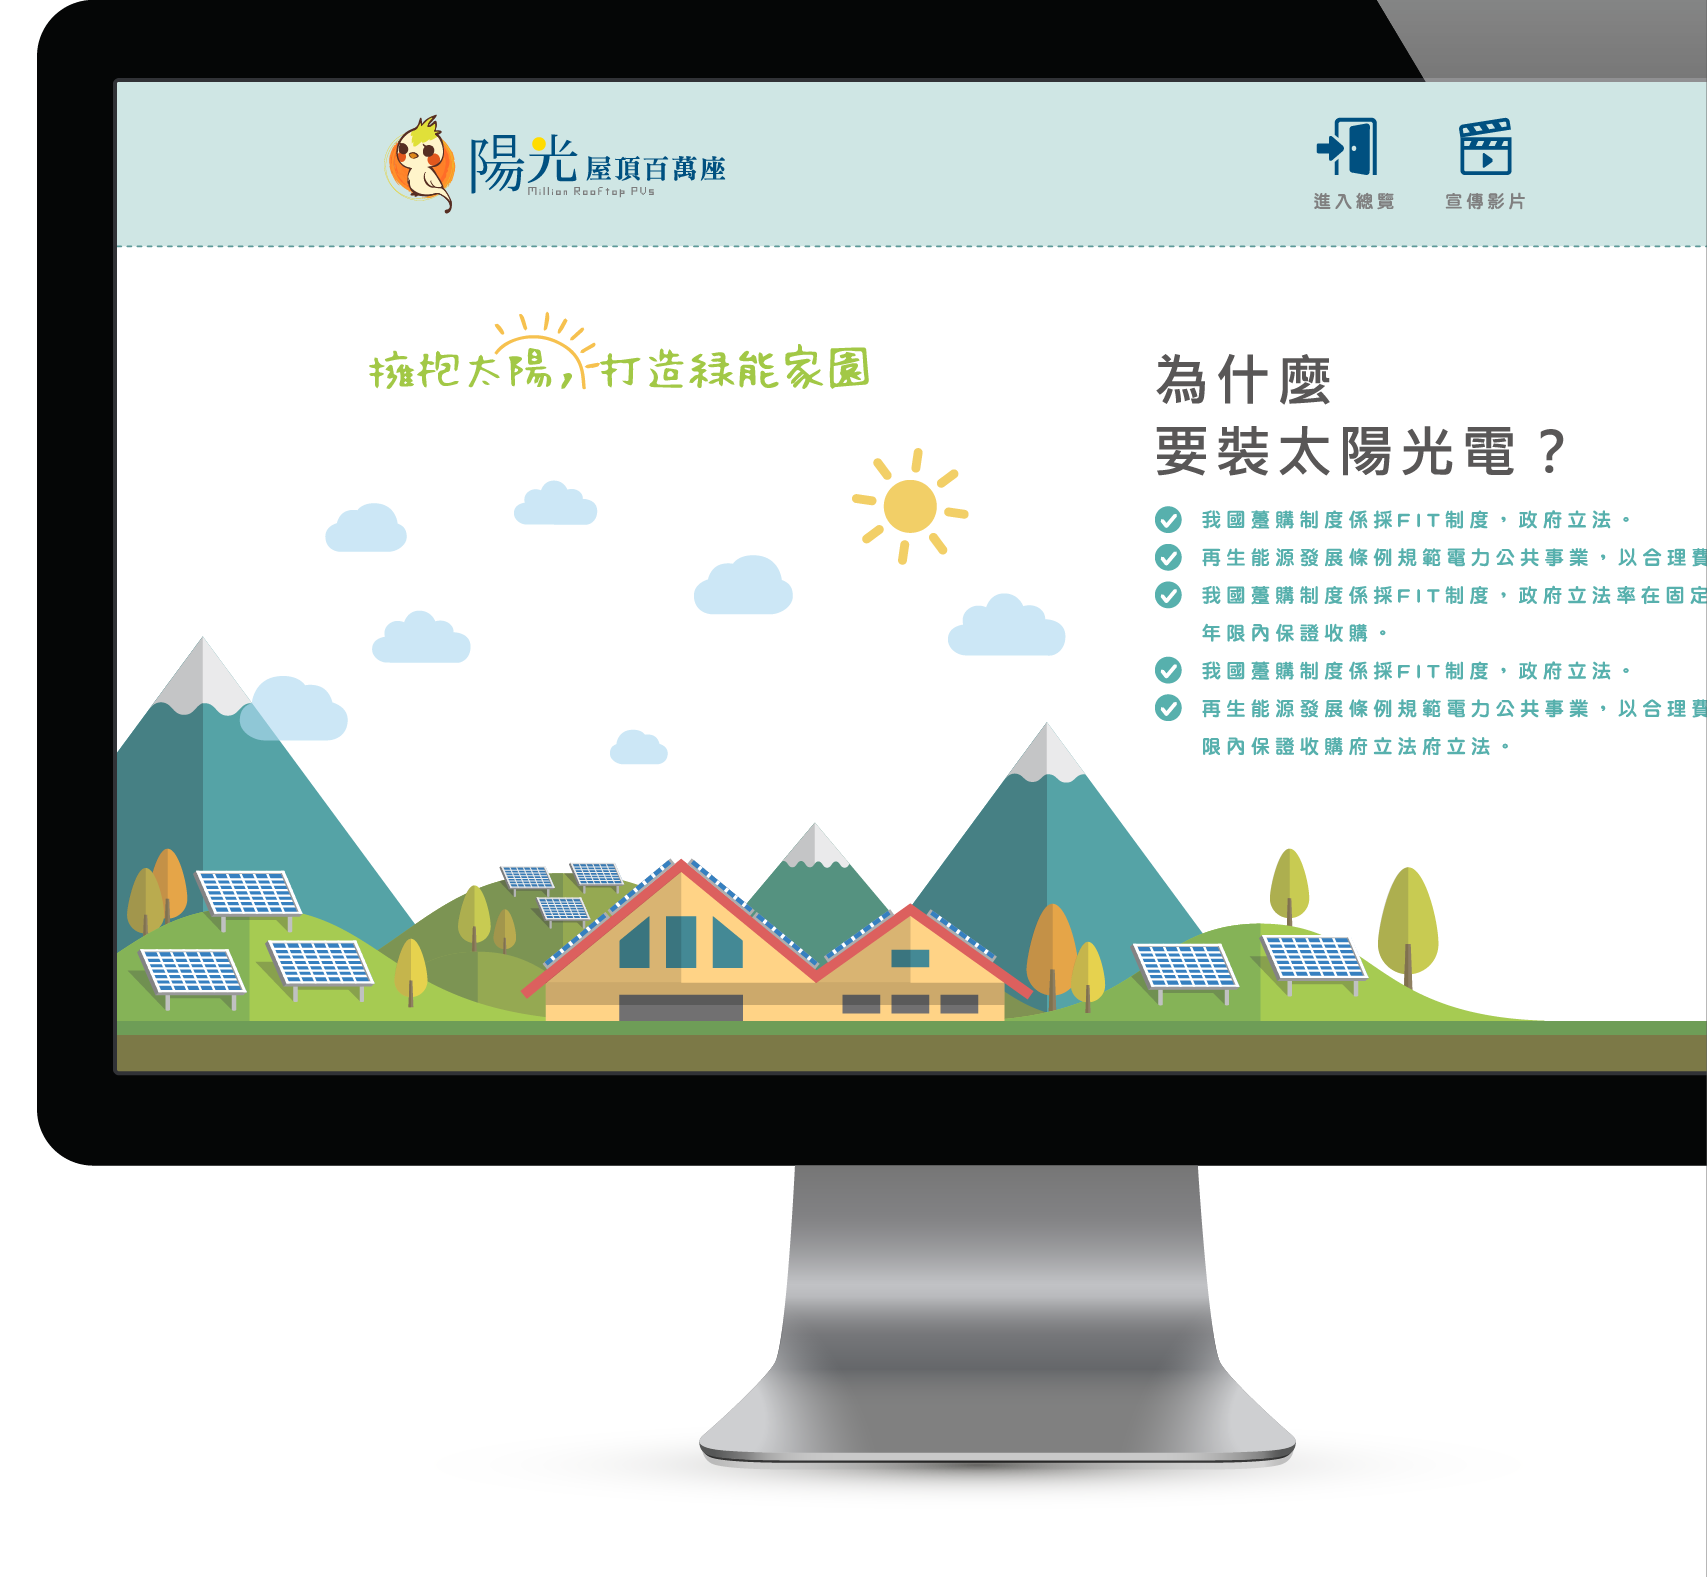 陽光屋頂百萬座
Million Rooftop PVs
進入總覽
宣傳影片
擁抱太陽,打造綠能家園
為什麼
要裝太陽光電？
我國躉購制度係採FIT制度，政府立法。
再生能源發展條例規範電力公共事業，以合理費
我國躉購制度係採FIT制度，政府立法率在固定
年限內保證收購。
我國躉購制度係採FIT制度，政府立法。
再生能源發展條例規範電力公共事業，以合理費
限內保證收購府立法府立法。